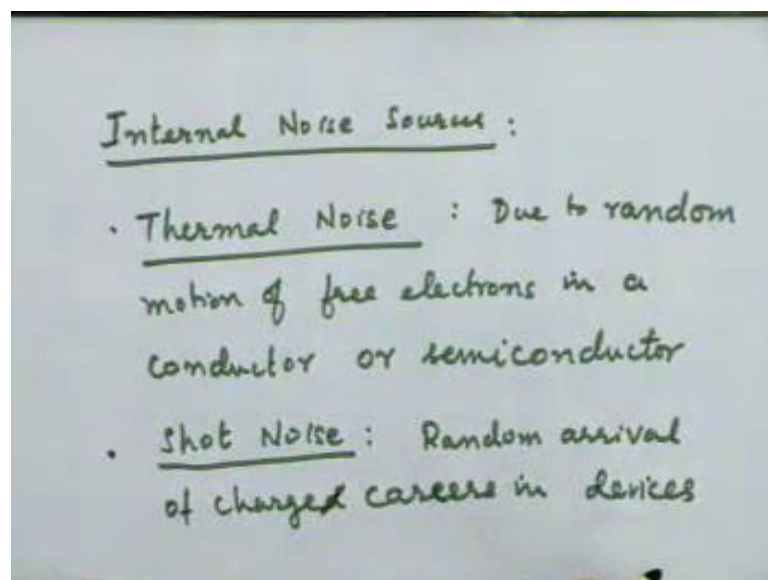 Internal Noise Sources :
· Thermal Noise : Due to random
motion of free electrons in a
conductor or semiconductor
· Shot Noise : Random arrival
of charged careers in devices